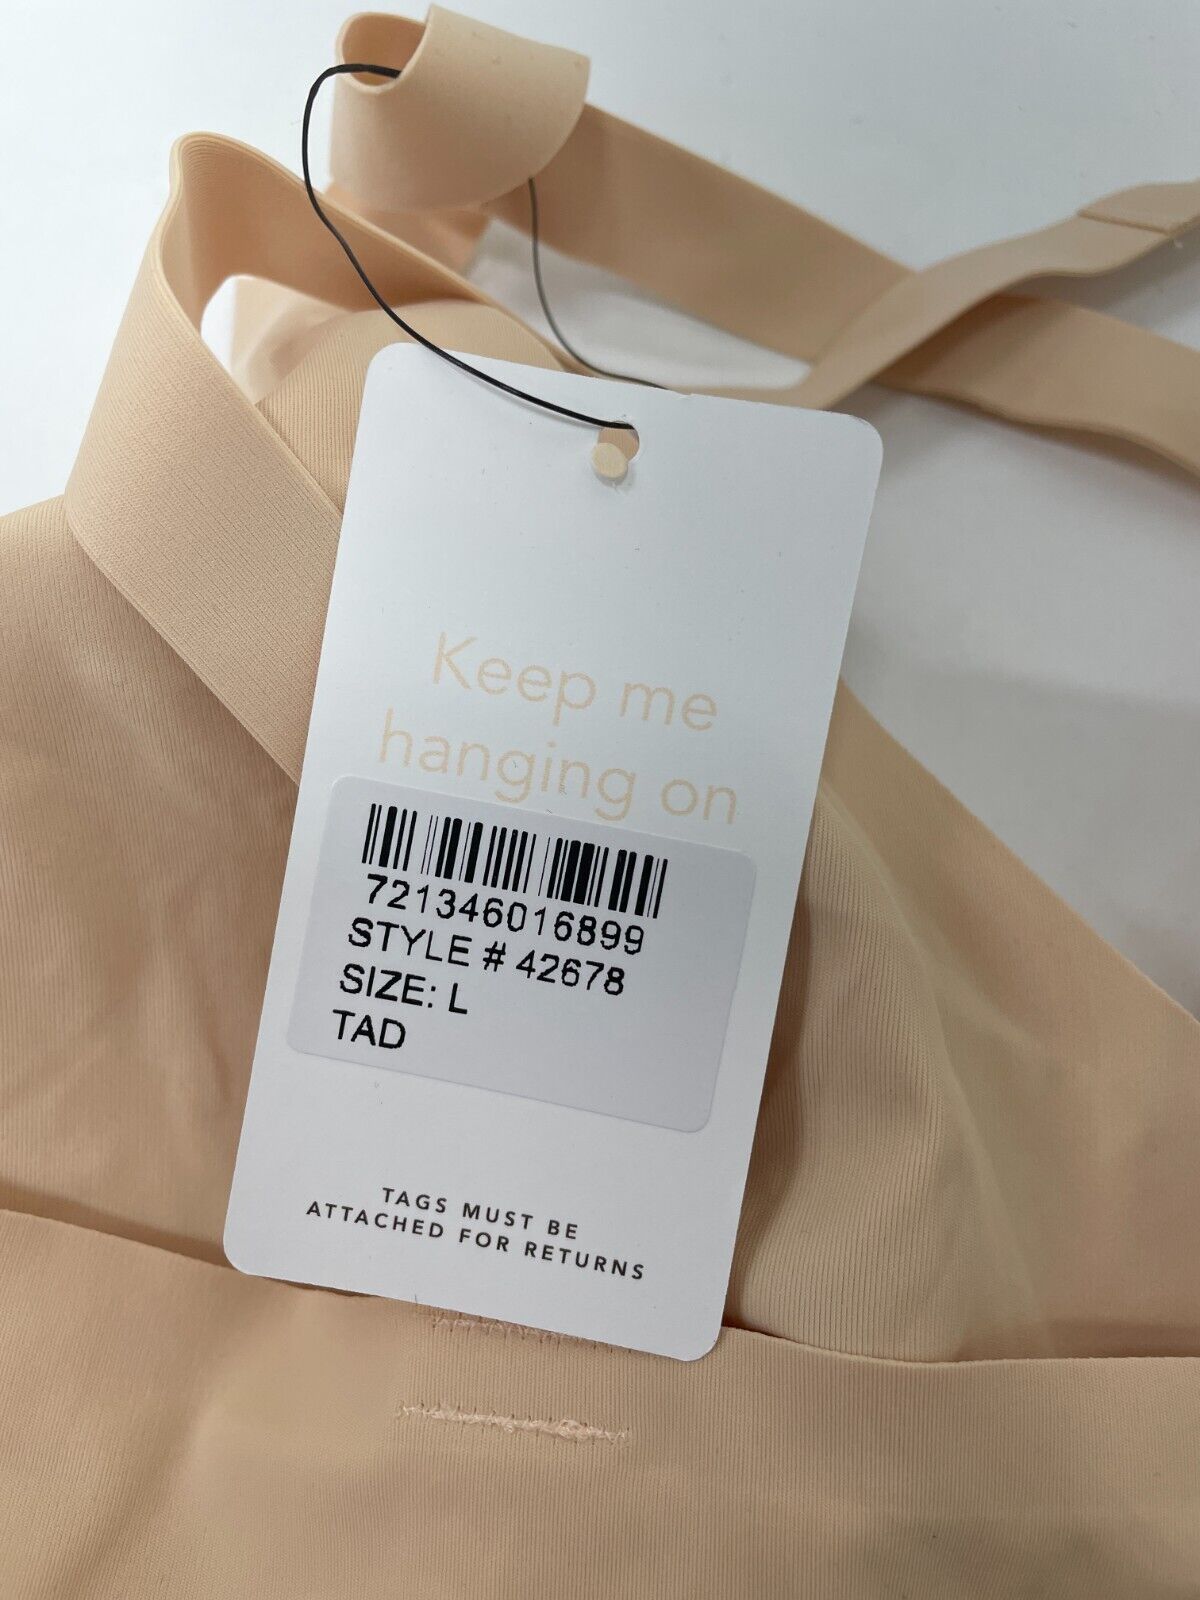 Keep me
hanging on
721346016899
STYLE # 42678
SIZE: L
TAD
TAGS MUST BE
ATTACHED FOR RETURNS